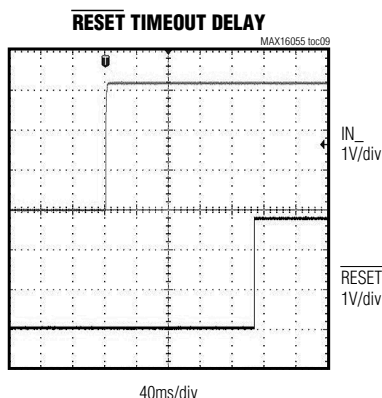 RESET TIMEOUT DELAY
MAX16055 toc09
T
IN_
1V/div
RESET
1V/div
40ms/div